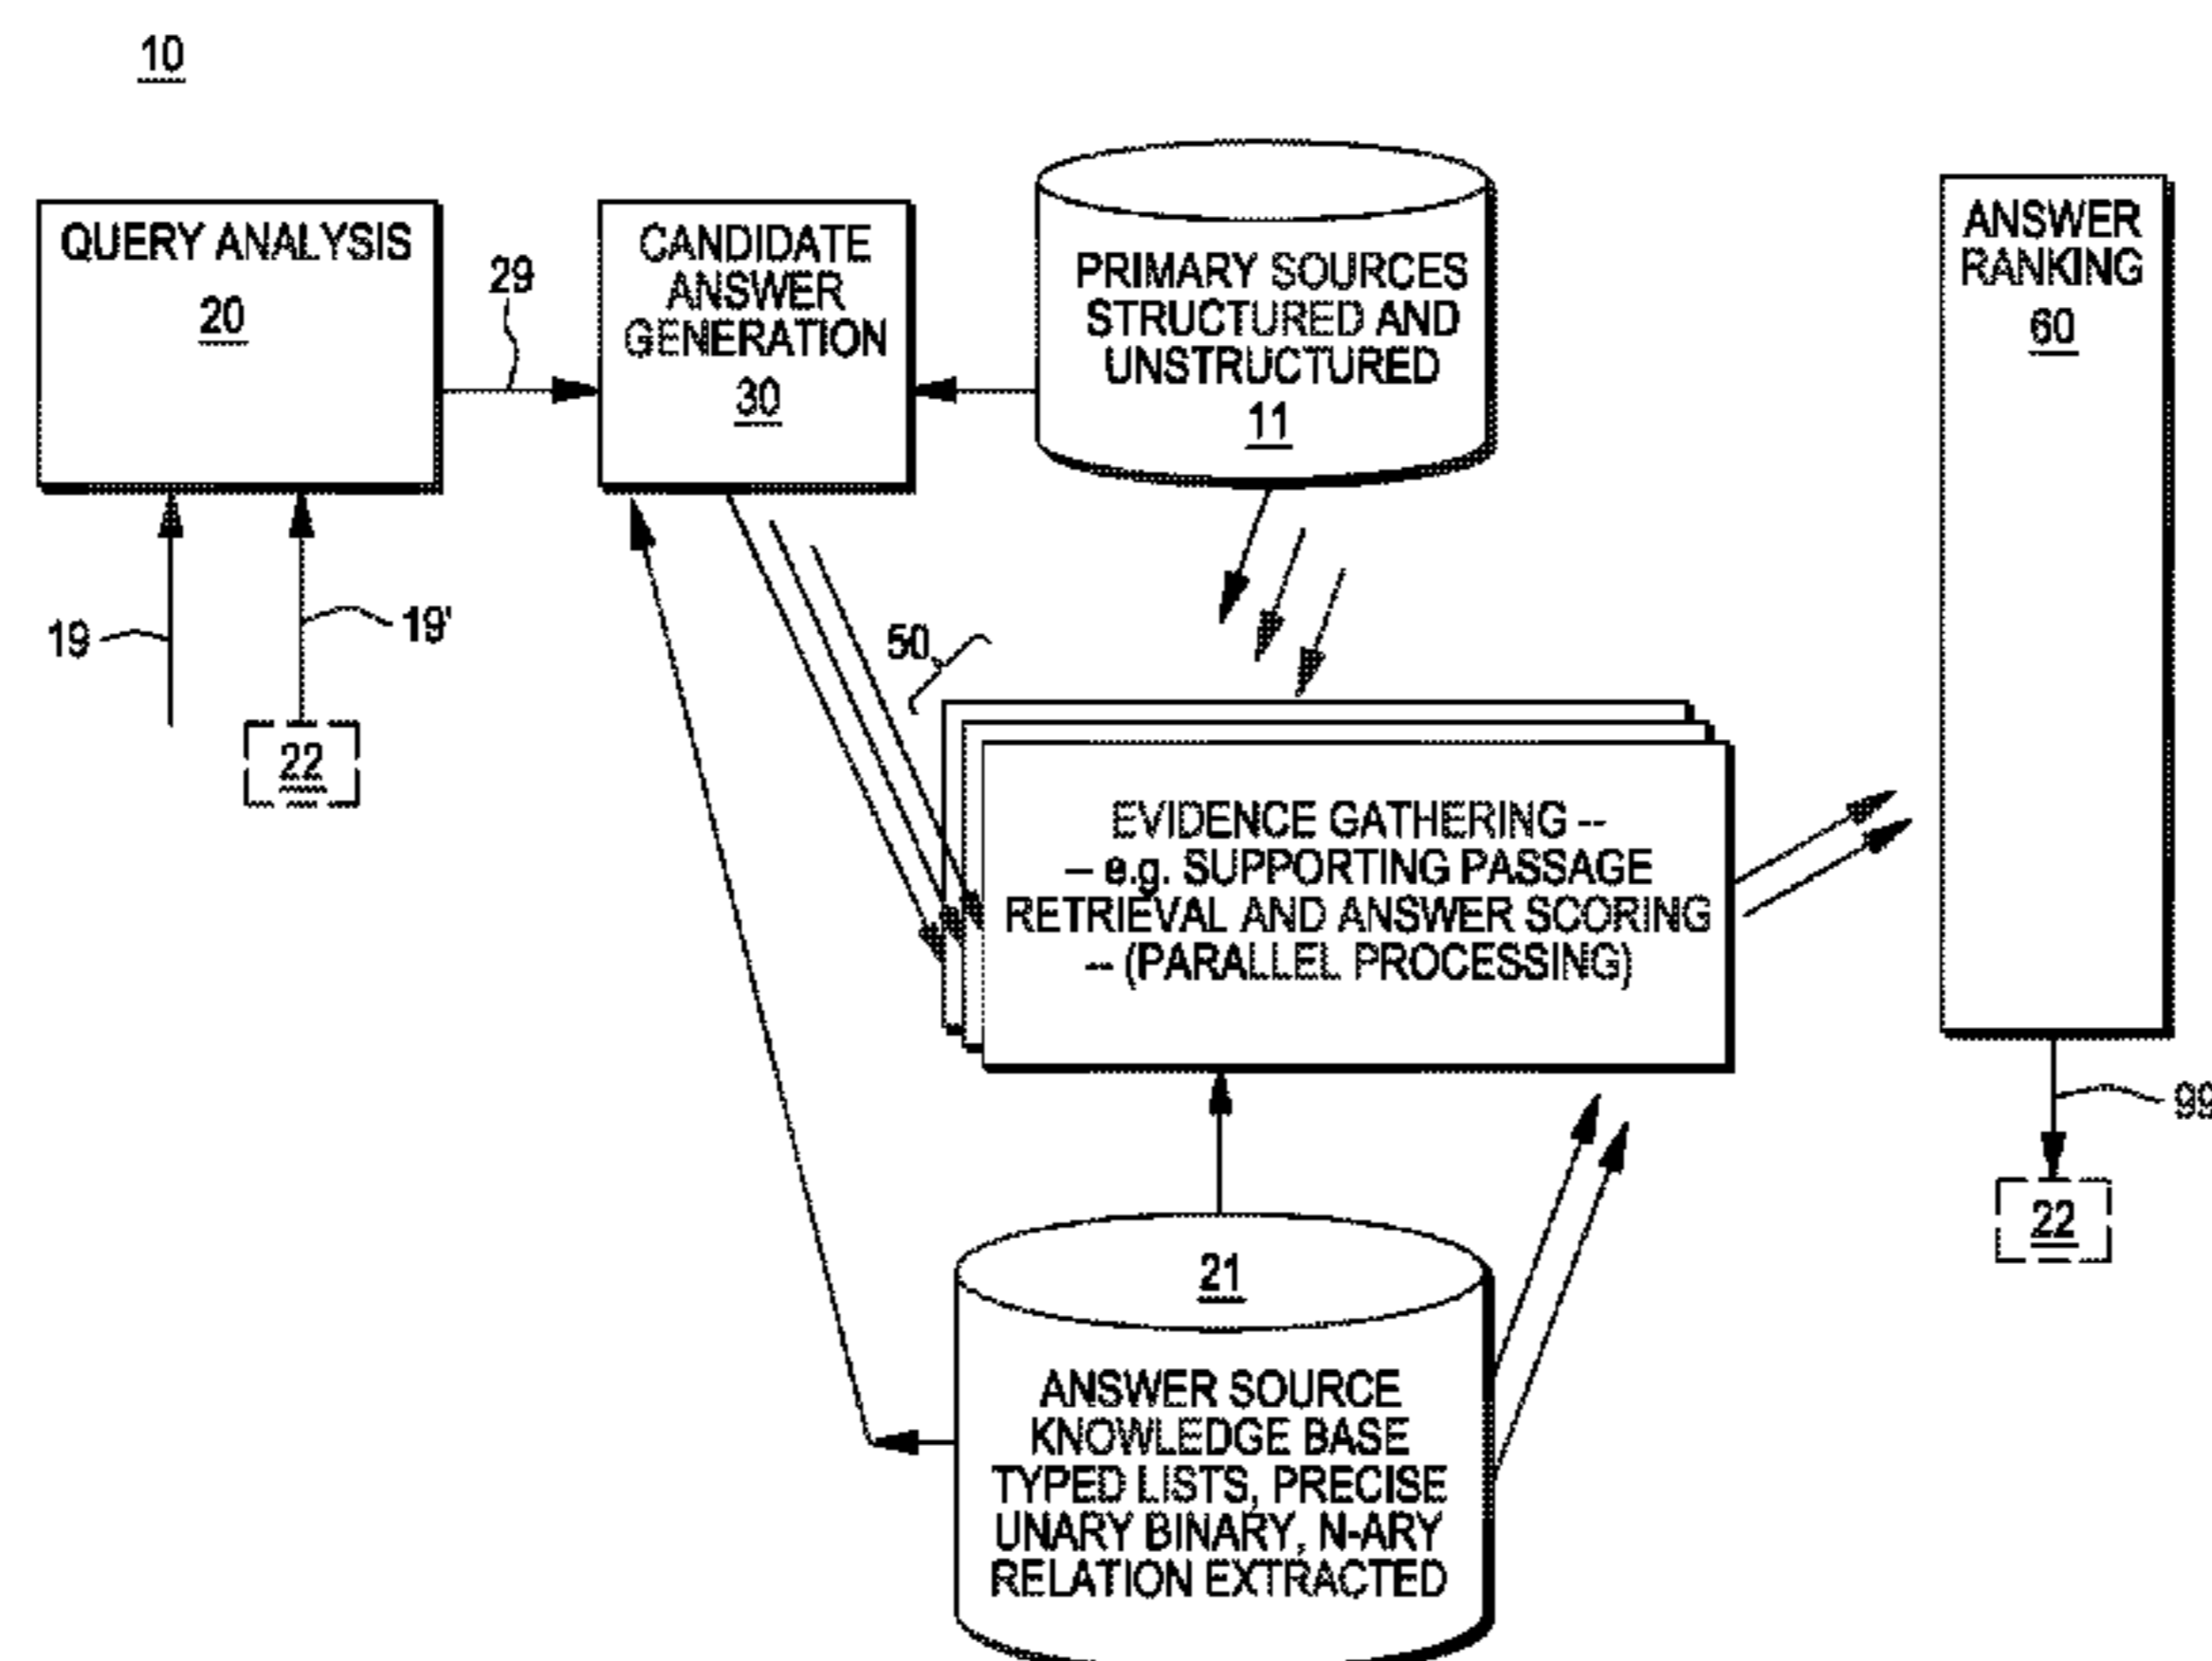 10
QUERY ANALYSIS
20
29
CANDIDATE
ANSWER
GENERATION
30
PRIMARY SOURCES
STRUCTURED AND
UNSTRUCTURED
11
ANSWER
RANKING
60
19
19'
22
50
EVIDENCE GATHERING --
-- e.g. SUPPORTING PASSAGE
RETRIEVAL AND ANSWER SCORING
-- (PARALLEL PROCESSING)
99
22
21
ANSWER SOURCE
KNOWLEDGE BASE
TYPED LISTS, PRECISE
UNARY BINARY, N-ARY
RELATION EXTRACTED